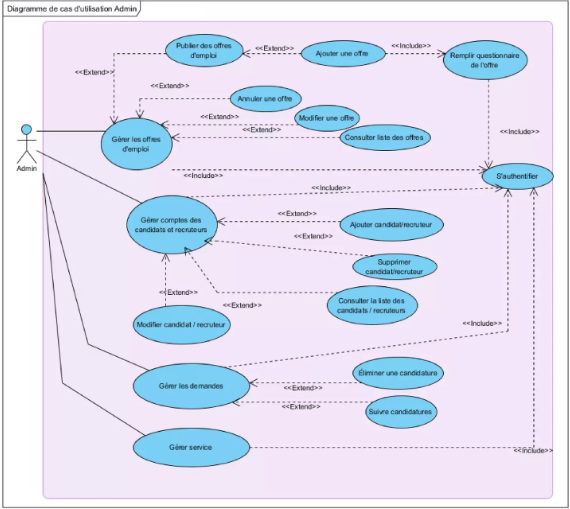 Diagramme de cas d'utilisation Admin
Publier des offres
d'emploi
<<Extend>>
Ajouter une offre
<<Include>>
Remplir questionnaire
de l'offre
<<Extend>>
<<Extend>>
Annuler une offre
<<Extend>>
Modifier une offre
<<Extend>>
Consulter liste des offres
<<Include>>
Gérer les offres
d'emploi
Admin
<<Include>>
S'authentifier
<<Include>>
Gérer comptes des
candidats et recruteurs
<<Extend>>
Ajouter candidat/recruteur
<<Extend>>
Supprimer
candidat/recruteur
<<Extend>>
<<Extend>>
Consulter la liste des
candidats / recruteurs
Modifier candidat / recruteur
<<Include>>
Gérer les demandes
Éliminer une candidature
<<Extend>>
<<Extend>>
Suivre candidatures
Gérer service
<<Include>>